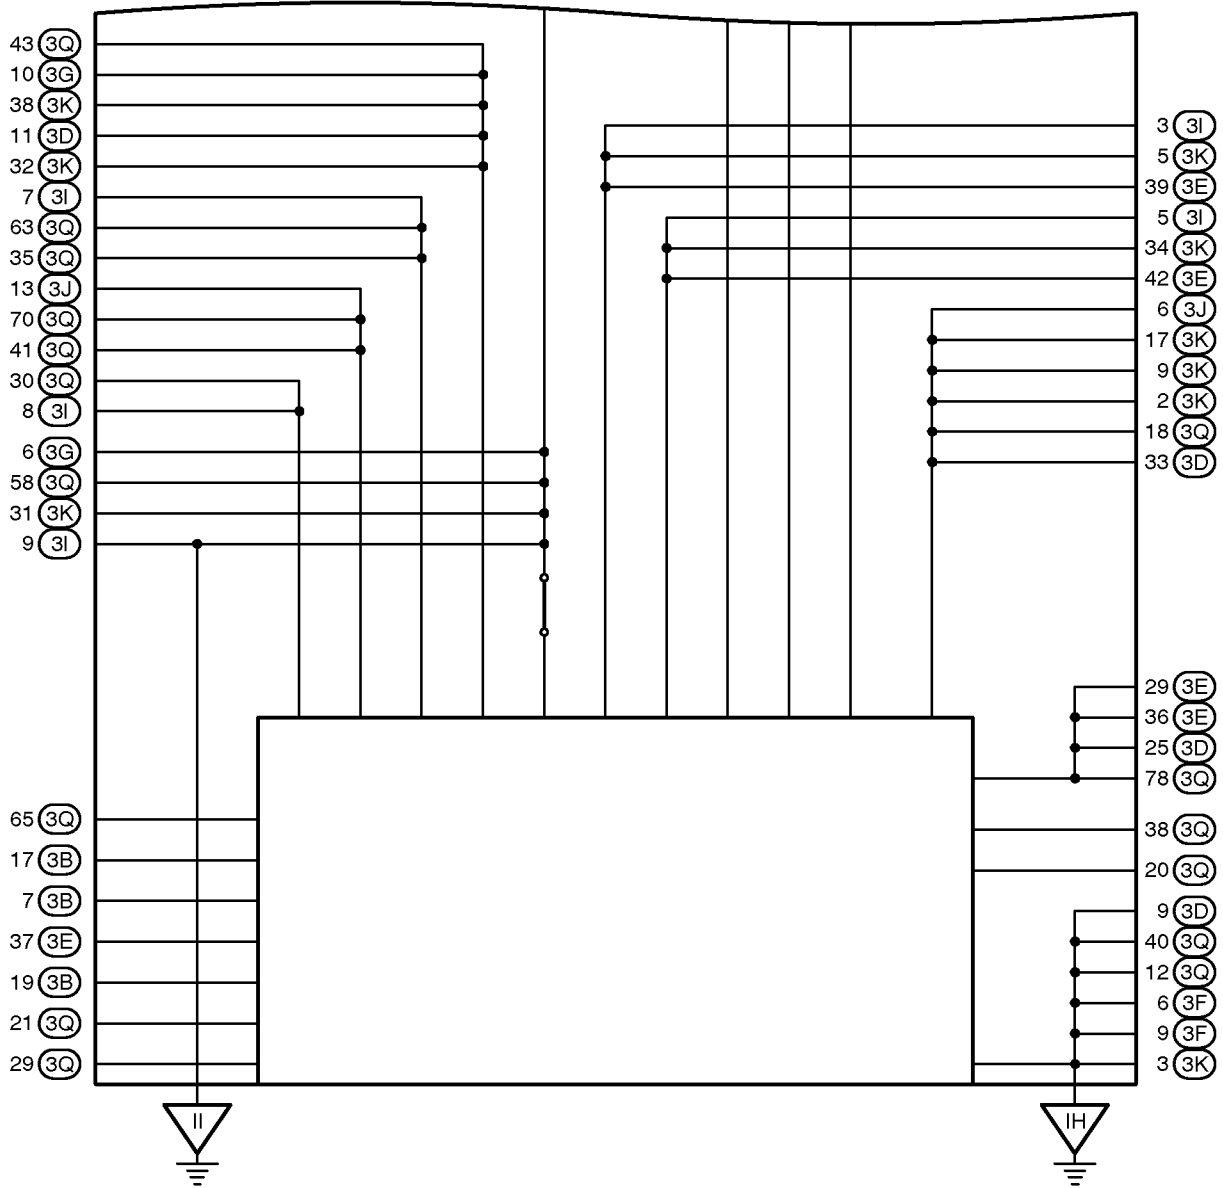 43 3Q
10 3G
38 3K
11 3D
32 3K
7 3I
63 3Q
35 3Q
13 3J
70 3Q
41 3Q
30 3Q
8 3I
6 3G
58 3Q
31 3K
9 3I
65 3Q
17 3B
7 3B
37 3E
19 3B
21 3Q
29 3Q
3 3I
5 3K
39 3E
5 3I
34 3K
42 3E
6 3J
17 3K
9 3K
2 3K
18 3Q
33 3D
29 3E
36 3E
25 3D
78 3Q
38 3Q
20 3Q
9 3D
40 3Q
12 3Q
6 3F
9 3F
3 3K
II
IH